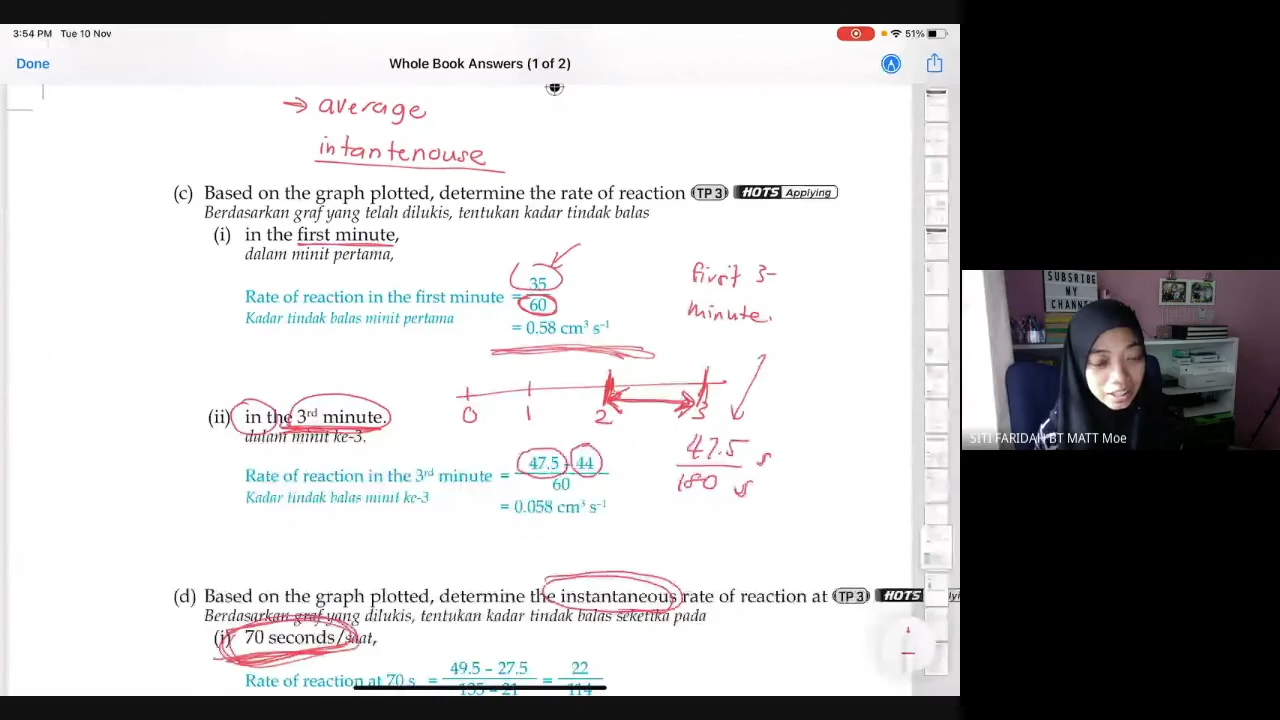 3:54 PM Tue 10 Nov
51%
Done
Whole Book Answers (1 of 2)
→ average
intantenouse
(c) Based on the graph plotted, determine the rate of reaction TP 3 HOTS Applying
Berdasarkan graf yang telah dilukis, tentukan kadar tindak balas
(i) in the first minute,
dalam minit pertama,
35
Rate of reaction in the first minute =
60
Kadar tindak balas minit pertama
= 0.58 cm³ s⁻¹
first 3-
minute.
0 1 2 3
(ii) in the 3rd minute.
dalam minit ke-3.
47.5 – 44
Rate of reaction in the 3rd minute =
60
Kadar tindak balas minit ke-3
= 0.058 cm³ s⁻¹
47.5
180 s
(d) Based on the graph plotted, determine the instantaneous rate of reaction at TP 3 HOTS
Berdasarkan graf yang dilukis, tentukan kadar tindak balas seketika pada
(i) 70 seconds/saat,
49.5 – 27.5 22
Rate of reaction at 70 s = =
135 – 21 114
SUBSRIBE
MY
CHANNEL
SITI FARIDAH BT MATT Moe